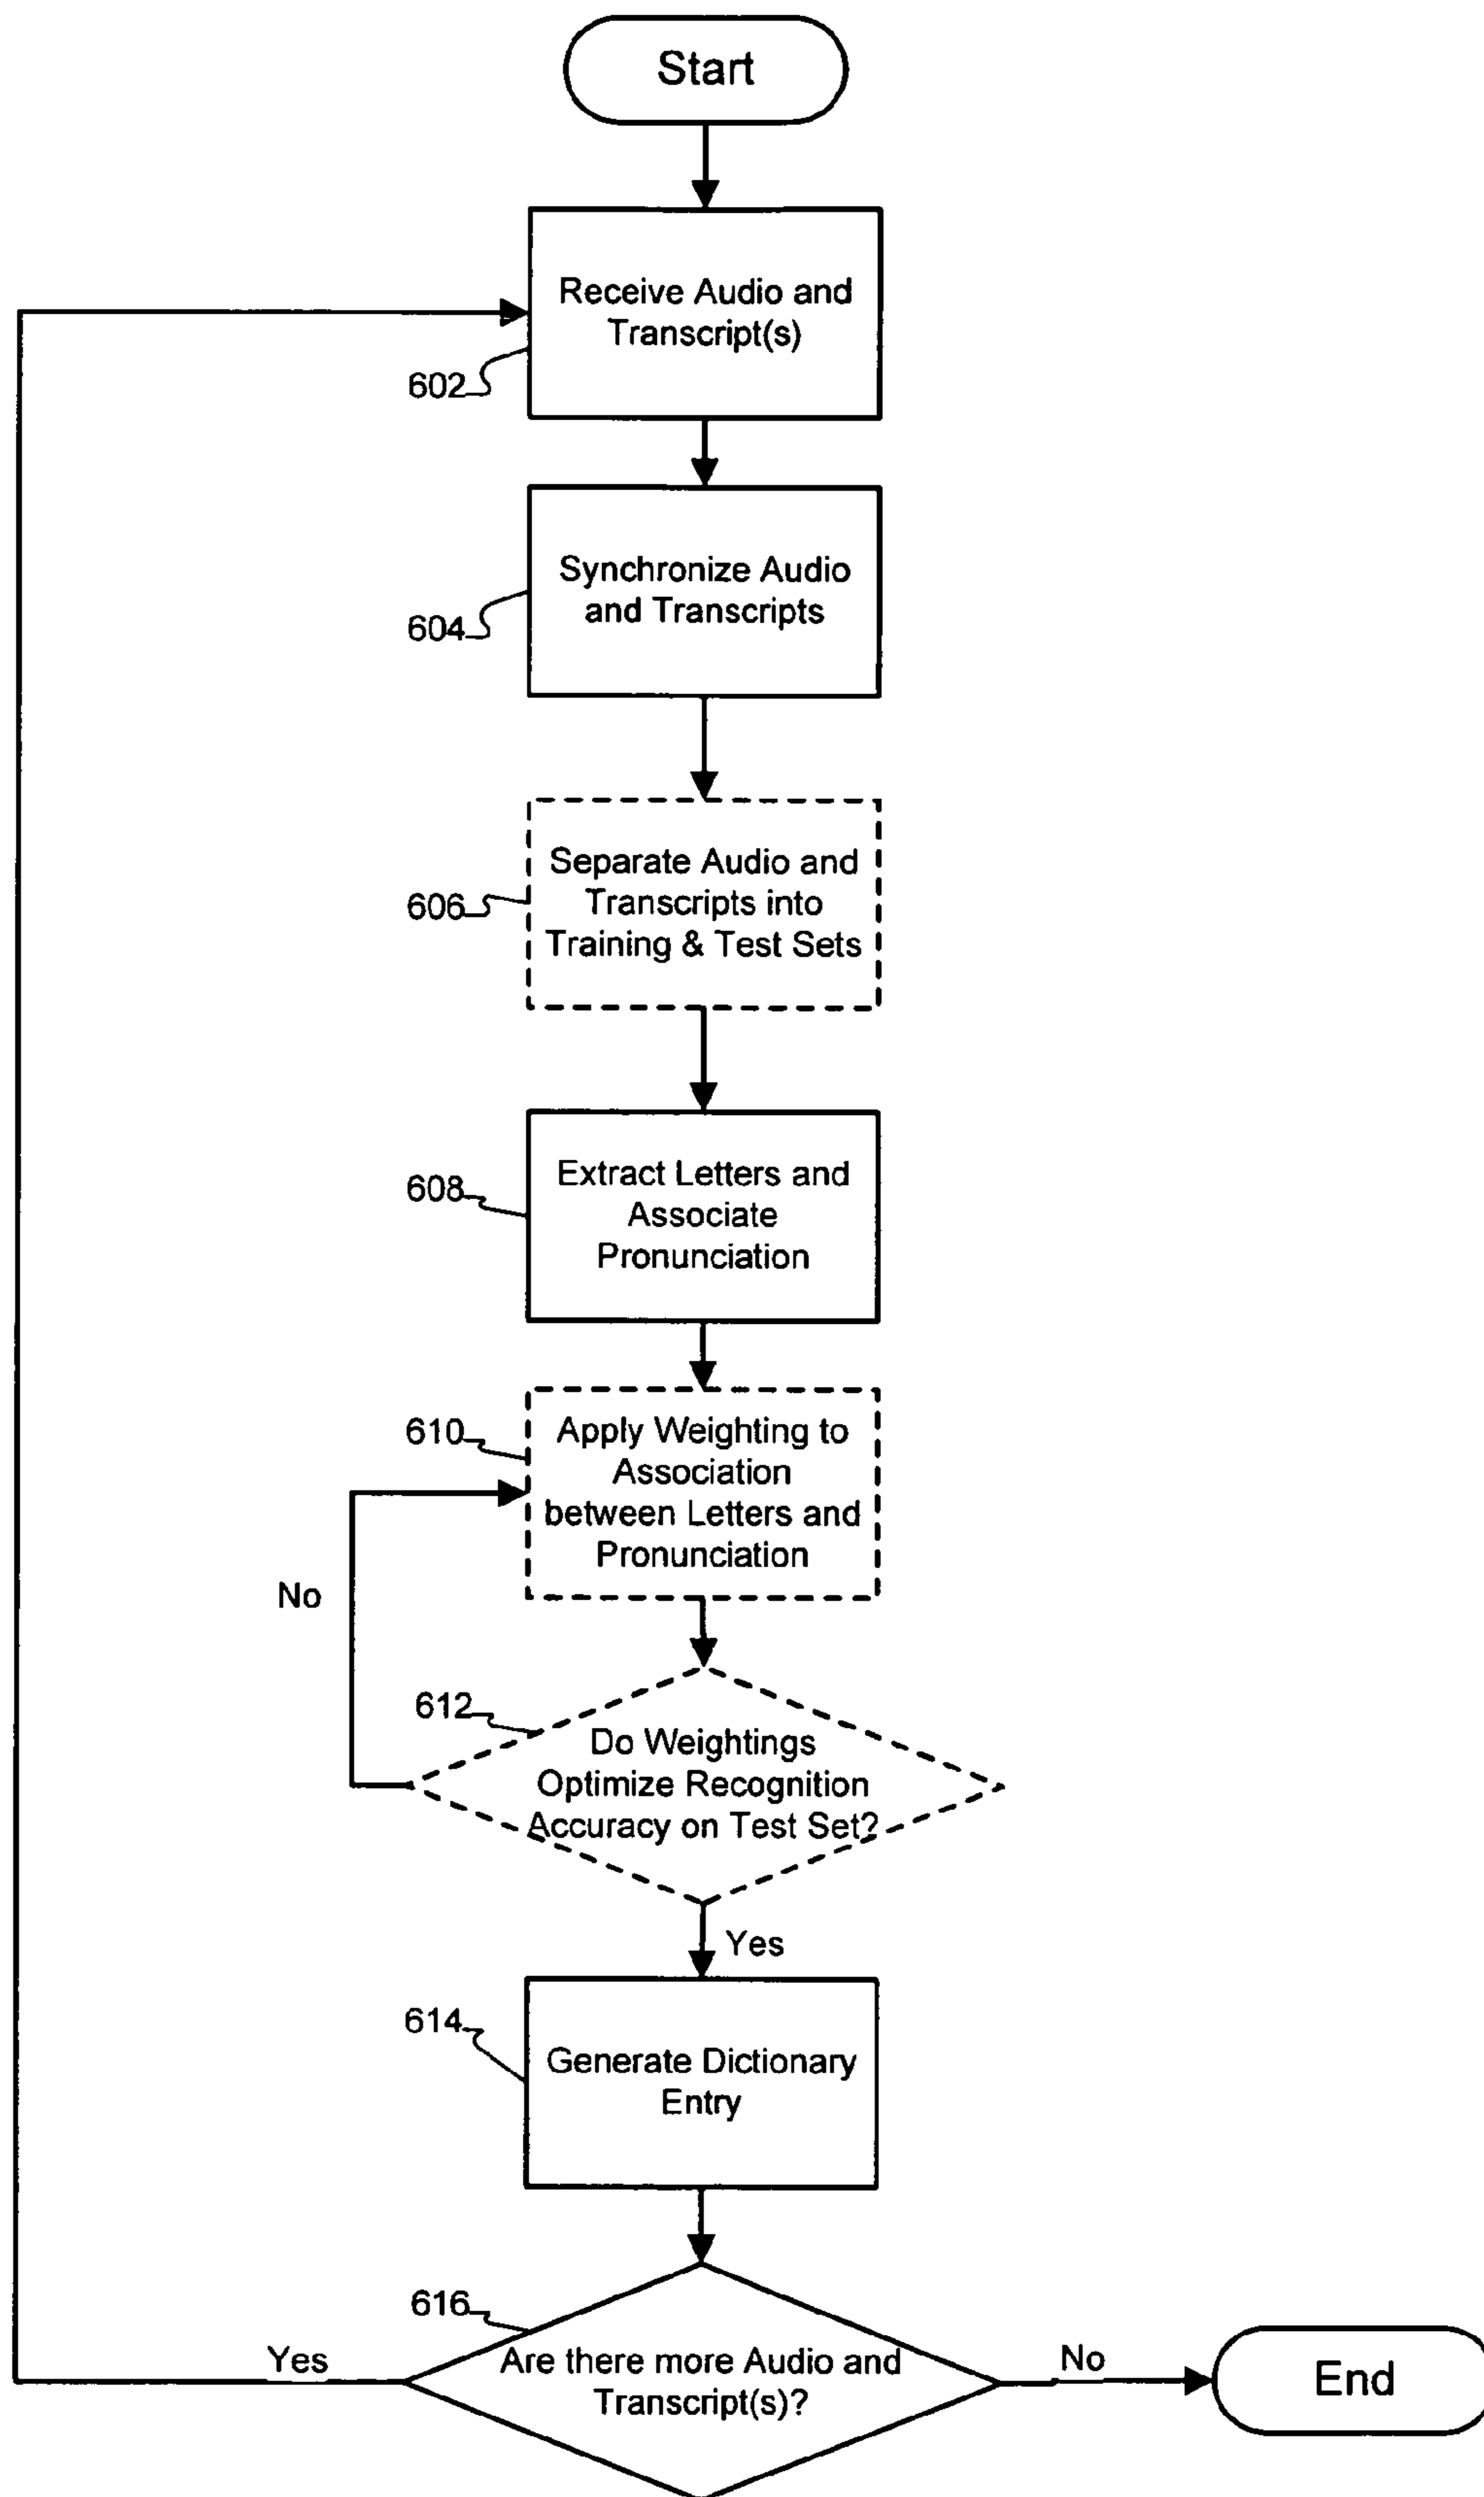 Start
Receive Audio and
Transcript(s)
602
Synchronize Audio
and Transcripts
604
Separate Audio and
Transcripts into
Training & Test Sets
606
Extract Letters and
Associate
Pronunciation
608
Apply Weighting to
Association
between Letters and
Pronunciation
610
No
612
Do Weightings
Optimize Recognition
Accuracy on Test Set?
Yes
614
Generate Dictionary
Entry
616
Are there more Audio and
Transcript(s)?
Yes
No
End